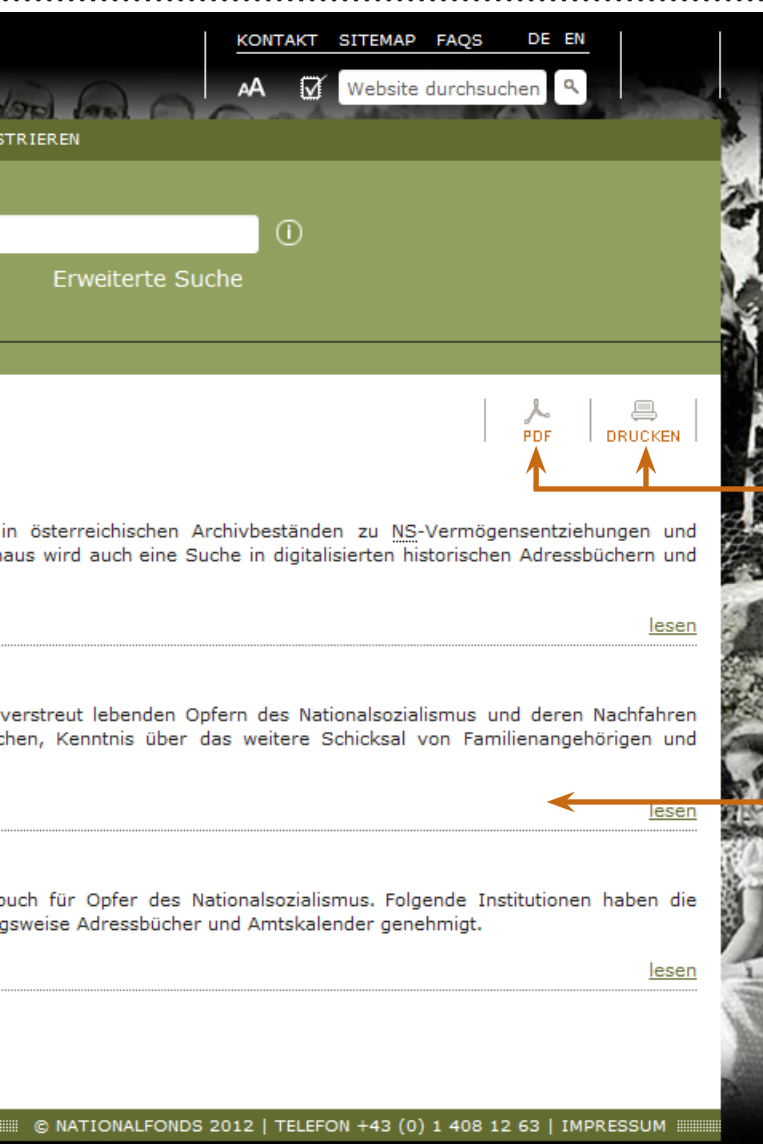 KONTAKT SITEMAP FAQS DE EN
AA Website durchsuchen
STRIEREN
Erweiterte Suche
PDF DRUCKEN
in österreichischen Archivbeständen zu NS-Vermögensentziehungen und
haus wird auch eine Suche in digitalisierten historischen Adressbüchern und
lesen
verstreut lebenden Opfern des Nationalsozialismus und deren Nachfahren
chen, Kenntnis über das weitere Schicksal von Familienangehörigen und
lesen
buch für Opfer des Nationalsozialismus. Folgende Institutionen haben die
gsweise Adressbücher und Amtskalender genehmigt.
lesen
© NATIONALFONDS 2012 | TELEFON +43 (0) 1 408 12 63 | IMPRESSUM